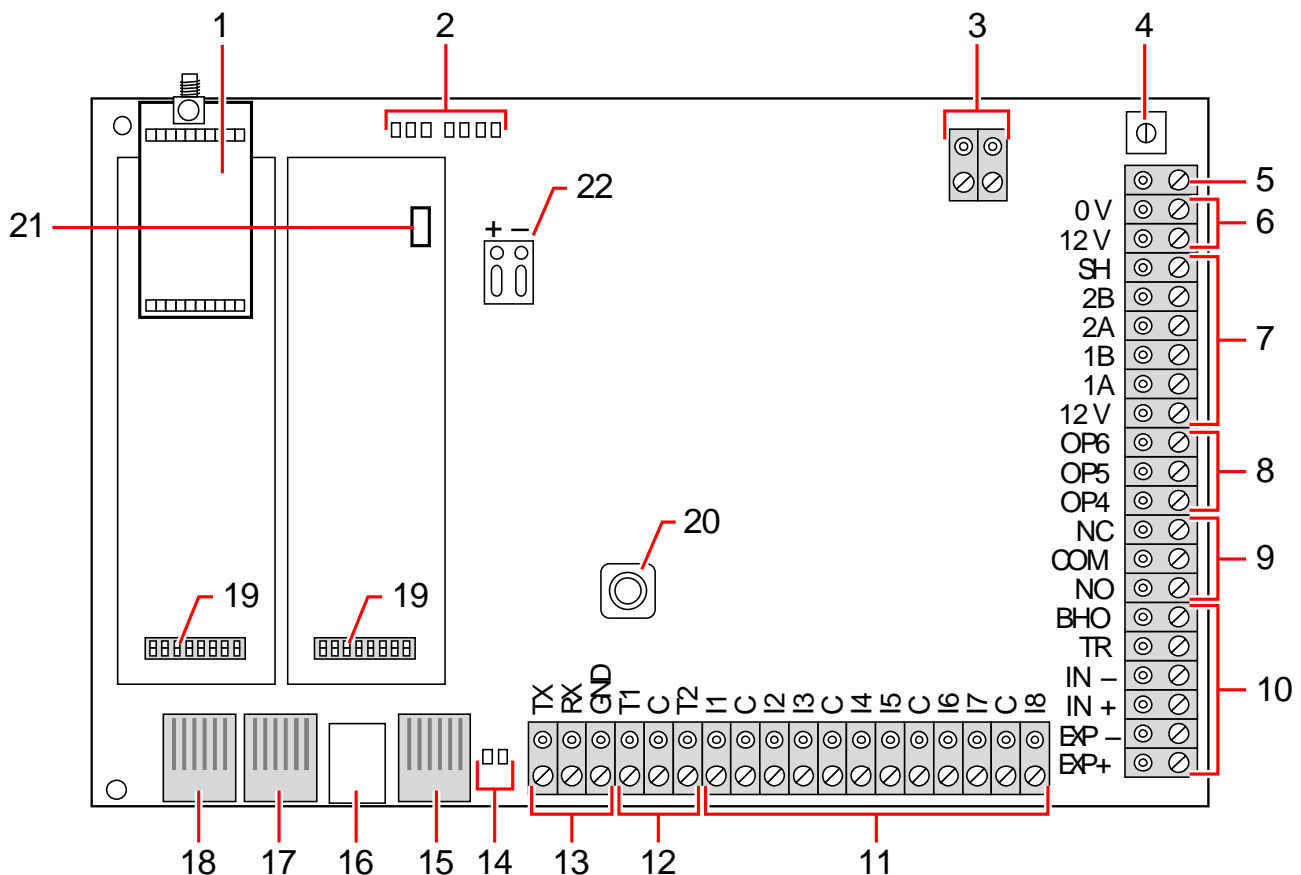 1
2
3
4
5
0 V
6
12 V
SH
2B
2A
7
1B
1A
12 V
OP6
OP5
8
OP4
NC
COM
9
NO
BHO
TR
IN –
10
IN +
EXP –
EXP+
21
22
+ –
20
19
19
TX RX GND T1 C T2 I1 C I2 I3 C I4 I5 C I6 I7 C I8
18
17
16
15
14
13
12
11